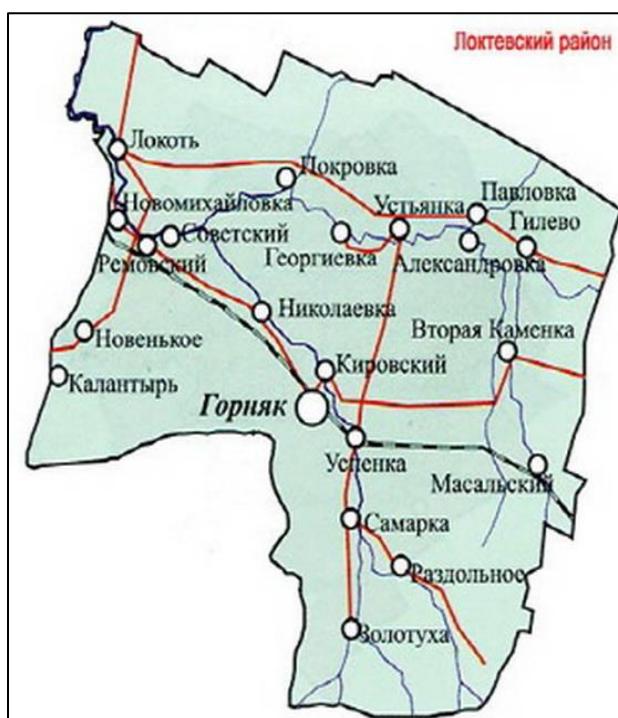 Локтевский район
Локоть
Покровка
Новомихайловка
Советский
Ремовский
Георгиевка
Устьянка
Павловка
Гилево
Александровка
Николаевка
Новенькое
Вторая Каменка
Кировский
Калантырь
Горняк
Успенка
Масальский
Самарка
Раздольное
Золотуха